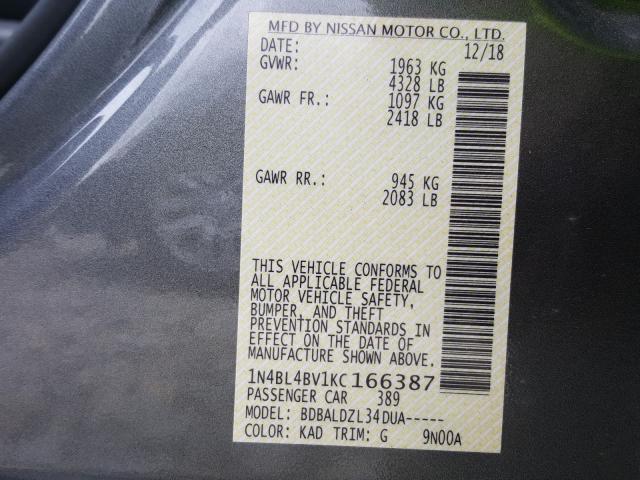 MFD BY NISSAN MOTOR CO., LTD.
DATE: 12/18
GVWR: 1963 KG
4328 LB
GAWR FR.: 1097 KG
2418 LB
GAWR RR.: 945 KG
2083 LB
THIS VEHICLE CONFORMS TO
ALL APPLICABLE FEDERAL
MOTOR VEHICLE SAFETY,
BUMPER, AND THEFT
PREVENTION STANDARDS IN
EFFECT ON THE DATE OF
MANUFACTURE SHOWN ABOVE.
1N4BL4BV1KC166387
PASSENGER CAR 389
MODEL: BDBALDZL34DUA-----
COLOR: KAD TRIM: G 9N00A